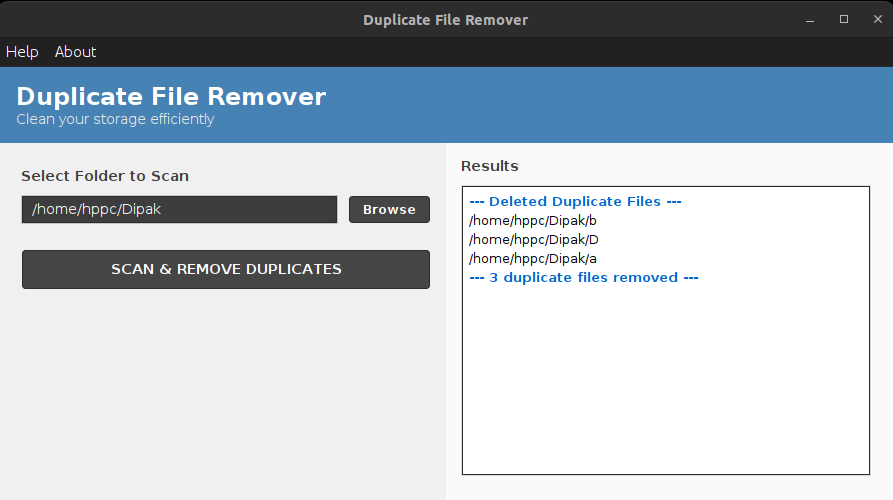 Duplicate File Remover
Help About
Duplicate File Remover
Clean your storage efficiently
Select Folder to Scan
/home/hppc/Dipak
Browse
SCAN & REMOVE DUPLICATES
Results
--- Deleted Duplicate Files ---
/home/hppc/Dipak/b
/home/hppc/Dipak/D
/home/hppc/Dipak/a
--- 3 duplicate files removed ---